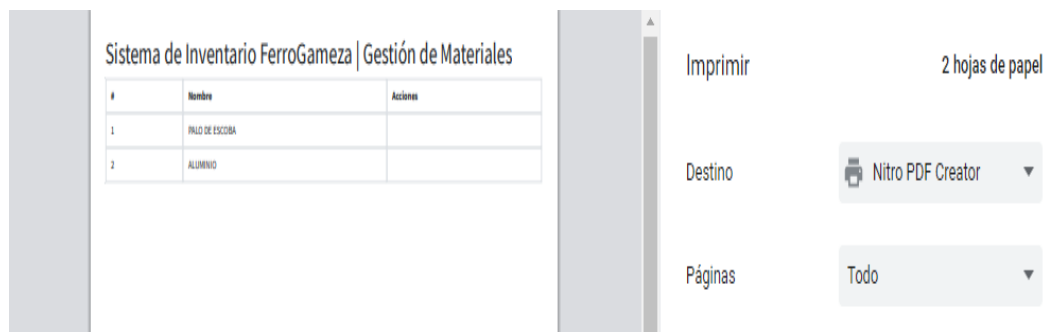 Sistema de Inventario FerroGameza | Gestión de Materiales
# Nombre Acciones
1 PALO DE ESCOBA
2 ALUMINIO
Imprimir 2 hojas de papel
Destino Nitro PDF Creator
Páginas Todo